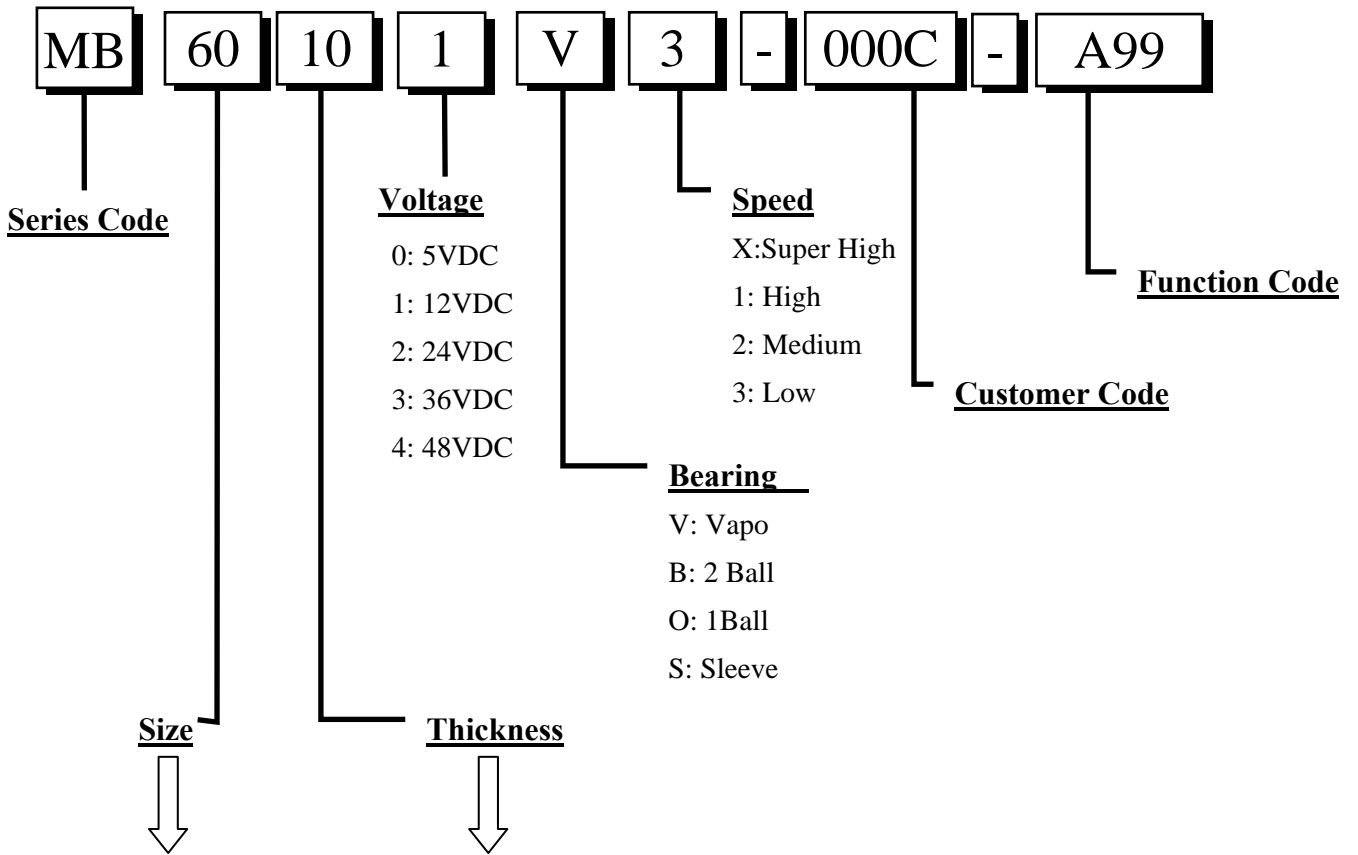 MB 60 10 1 V 3 - 000C - A99
Series Code
Voltage
0: 5VDC
1: 12VDC
2: 24VDC
3: 36VDC
4: 48VDC
Speed
X:Super High
1: High
2: Medium
3: Low
Function Code
Customer Code
Bearing
V: Vapo
B: 2 Ball
O: 1Ball
S: Sleeve
Size
Thickness